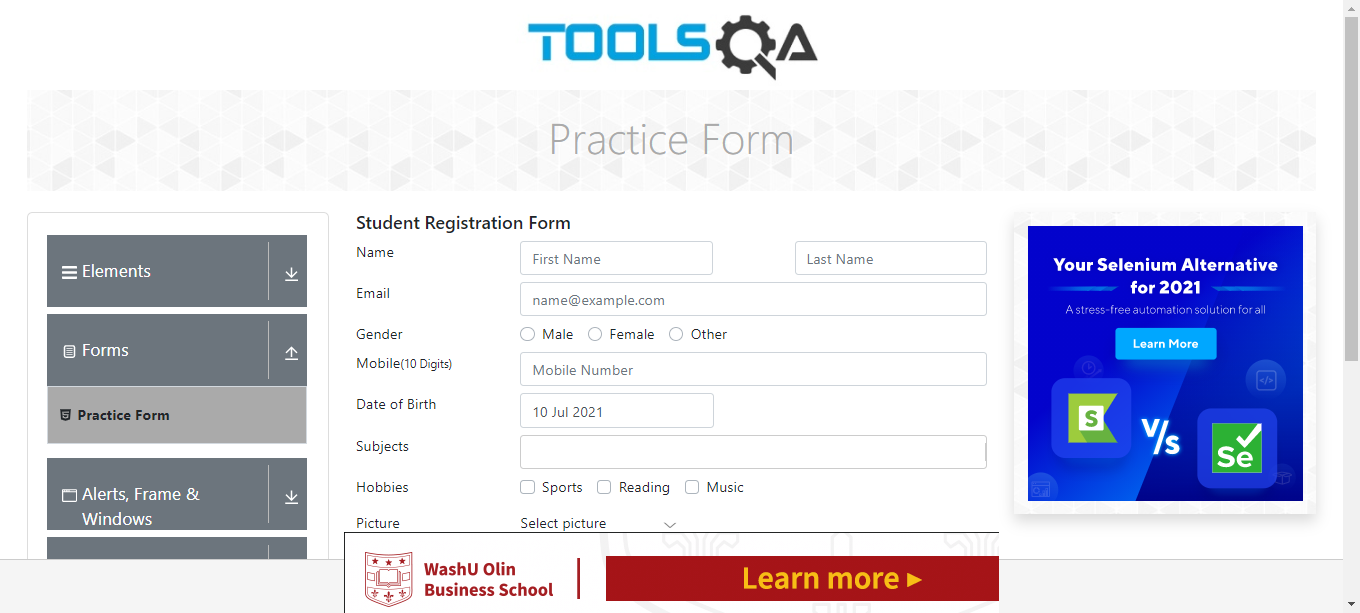 TOOLSQA
Practice Form
Elements
Forms
Practice Form
Alerts, Frame &
Windows
Student Registration Form
Name
First Name
Last Name
Email
name@example.com
Gender
Male
Female
Other
Mobile(10 Digits)
Mobile Number
Date of Birth
10 Jul 2021
Subjects
Hobbies
Sports
Reading
Music
Picture
Select picture
Your Selenium Alternative
for 2021
A stress-free automation solution for all
Learn More
S
V/s
Se
WashU Olin
Business School
Learn more ►